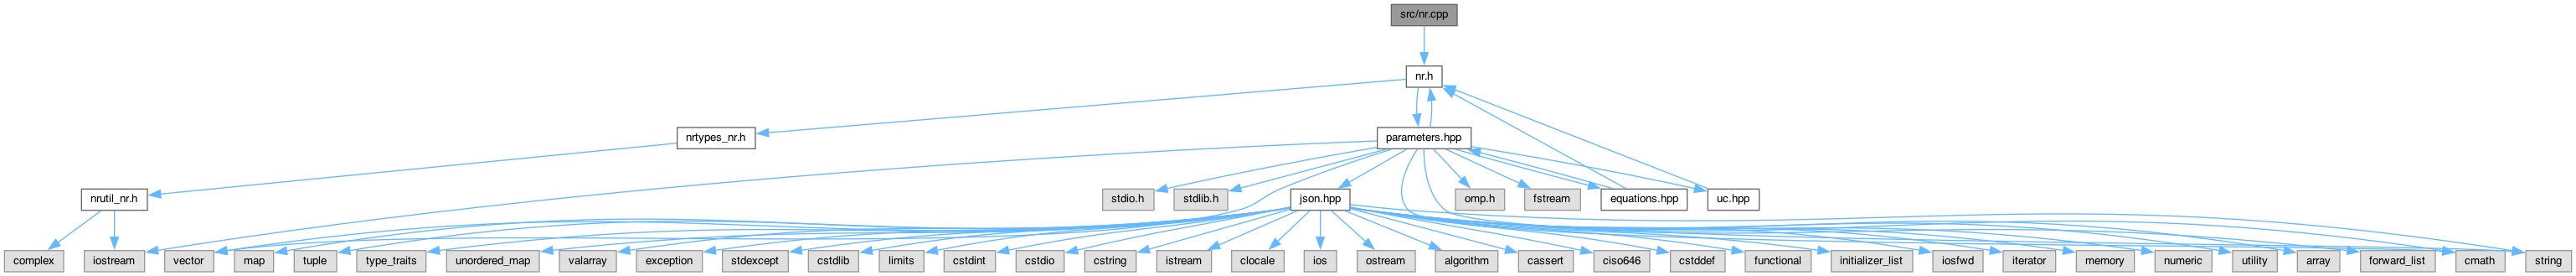 src/nr.cpp
nr.h
nrtypes_nr.h
parameters.hpp
nrutil_nr.h
stdio.h
stdlib.h
json.hpp
omp.h
fstream
equations.hpp
uc.hpp
complex
iostream
vector
map
tuple
type_traits
unordered_map
valarray
exception
stdexcept
cstdlib
limits
cstdint
cstdio
cstring
istream
clocale
ios
ostream
algorithm
cassert
ciso646
cstddef
functional
initializer_list
iosfwd
iterator
memory
numeric
utility
array
forward_list
cmath
string